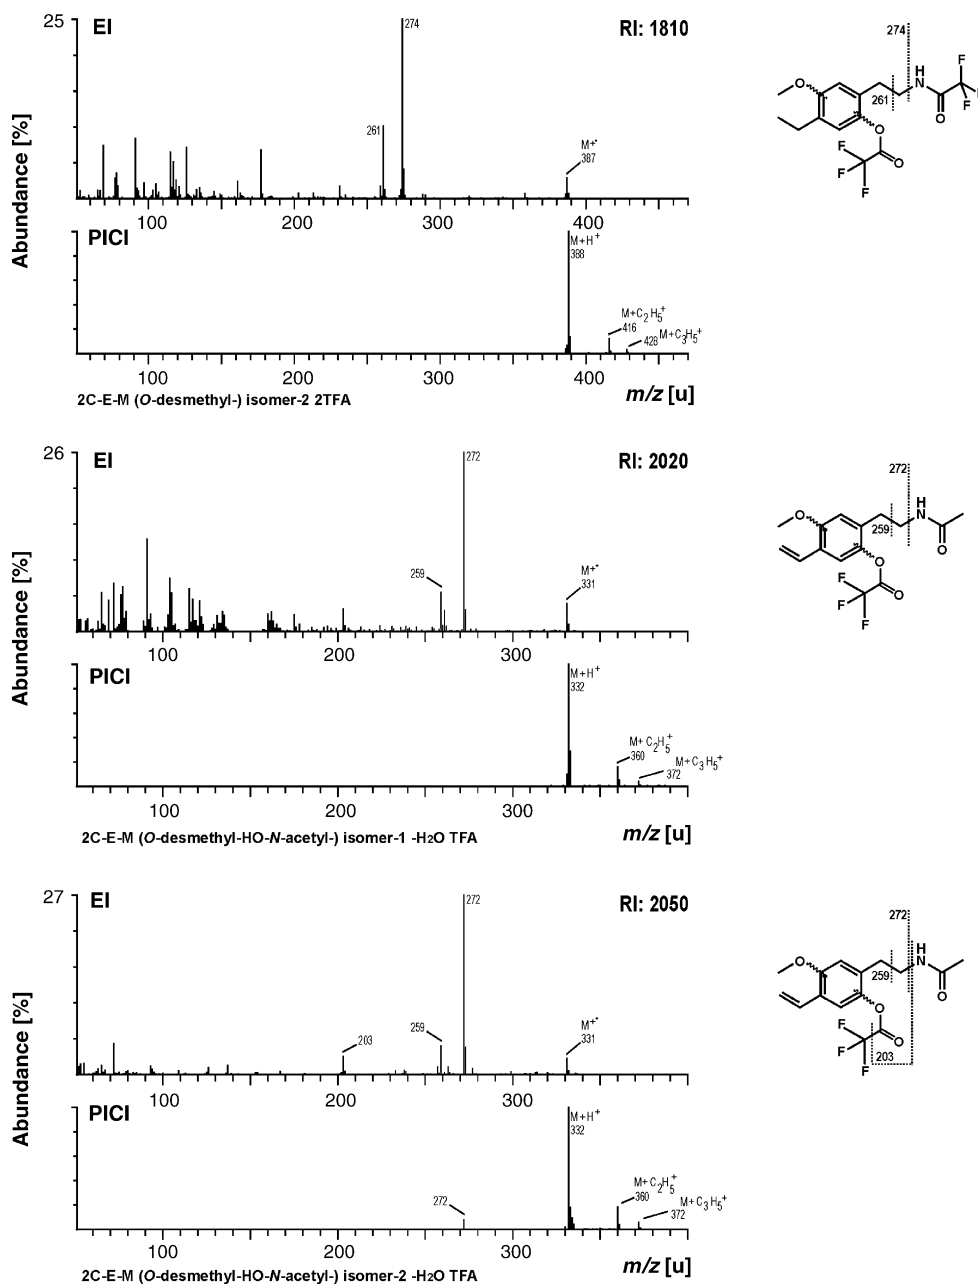 25
EI
RI: 1810
274
261
M+•
387
Abundance [%]
100
200
300
400
PICI
M+H+
388
M+C2H5+
416
428 M+C3H5+
100
200
300
400
m/z [u]
2C-E-M (O-desmethyl-) isomer-2 2TFA
274
261
O
H
N
O
F
F
F
O
O
F
F
F
26
EI
RI: 2020
272
259
M+•
331
Abundance [%]
100
200
300
PICI
M+H+
332
M+C2H5+
360
M+C3H5+
372
100
200
300
m/z [u]
2C-E-M (O-desmethyl-HO-N-acetyl-) isomer-1 -H2O TFA
272
259
O
H
N
O
O
O
F
F
F
27
EI
RI: 2050
272
203
259
M+•
331
Abundance [%]
100
200
300
PICI
M+H+
332
272
M+C2H5+
360
M+C3H5+
372
100
200
300
m/z [u]
2C-E-M (O-desmethyl-HO-N-acetyl-) isomer-2 -H2O TFA
272
259
O
H
N
O
O
O
F
F
F
203